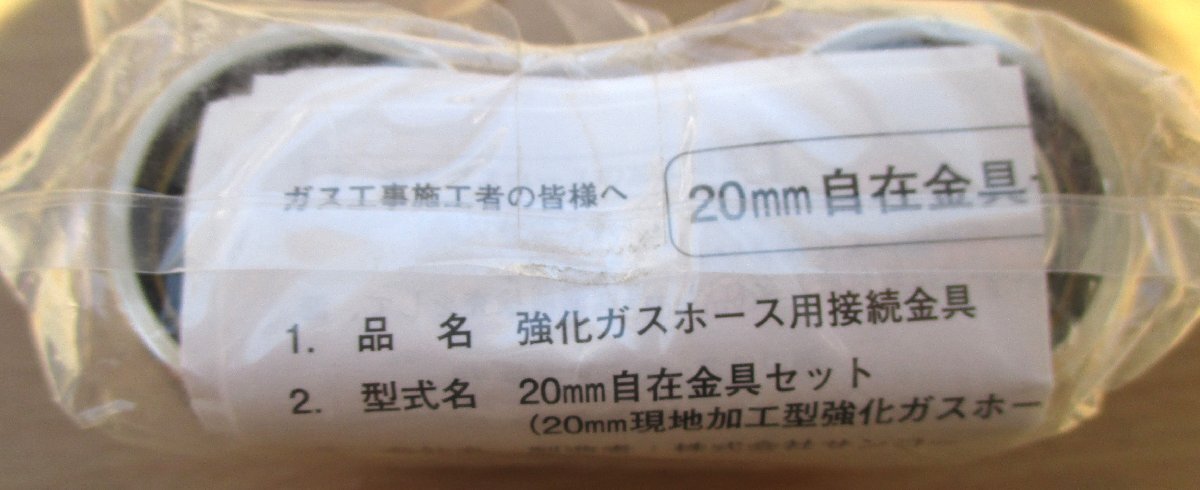 ガス工事施工者の皆様へ
20mm自在金具
1. 品 名 強化ガスホース用接続金具
2. 型式名 20mm自在金具セット
(20mm現地加工型強化ガスホー